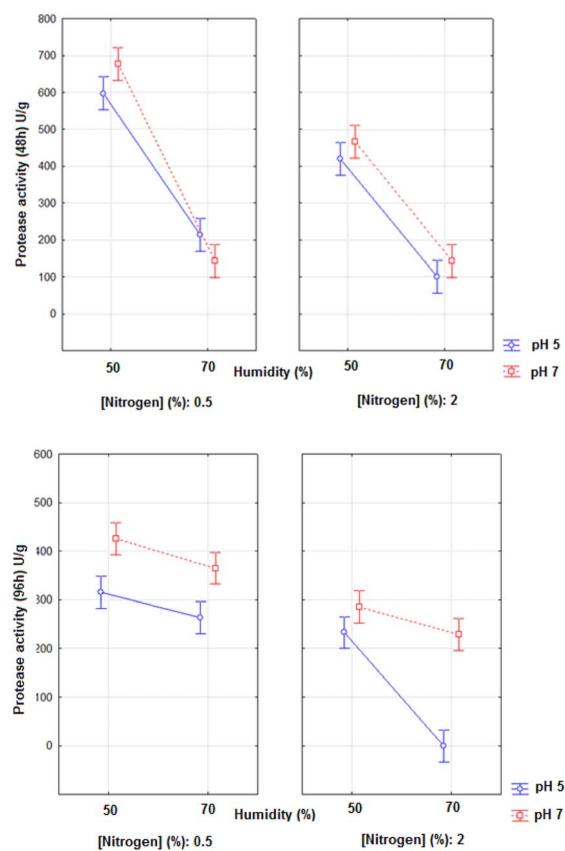 Protease activity (48h) U/g
800
700
600
500
400
300
200
100
0
50
70
Humidity (%)
50
70
pH 5
pH 7
[Nitrogen] (%): 0.5
[Nitrogen] (%): 2
Protease activity (96h) U/g
600
500
400
300
200
100
0
50
70
Humidity (%)
50
70
pH 5
pH 7
[Nitrogen] (%): 0.5
[Nitrogen] (%): 2